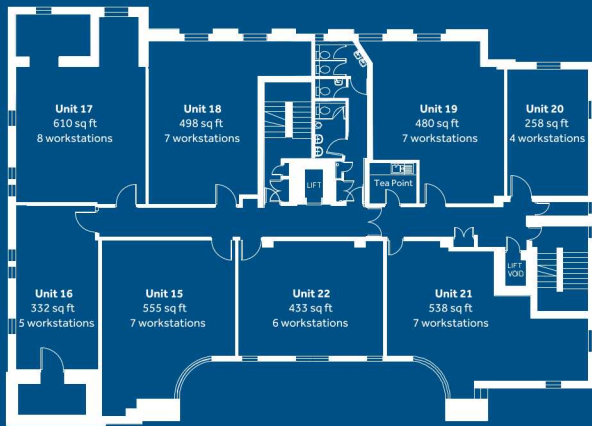 Unit 17
610 sq ft
8 workstations
Unit 18
498 sq ft
7 workstations
Unit 19
480 sq ft
7 workstations
Unit 20
258 sq ft
4 workstations
LIFT
Tea Point
LIFT
VOID
Unit 16
332 sq ft
5 workstations
Unit 15
555 sq ft
7 workstations
Unit 22
433 sq ft
6 workstations
Unit 21
538 sq ft
7 workstations